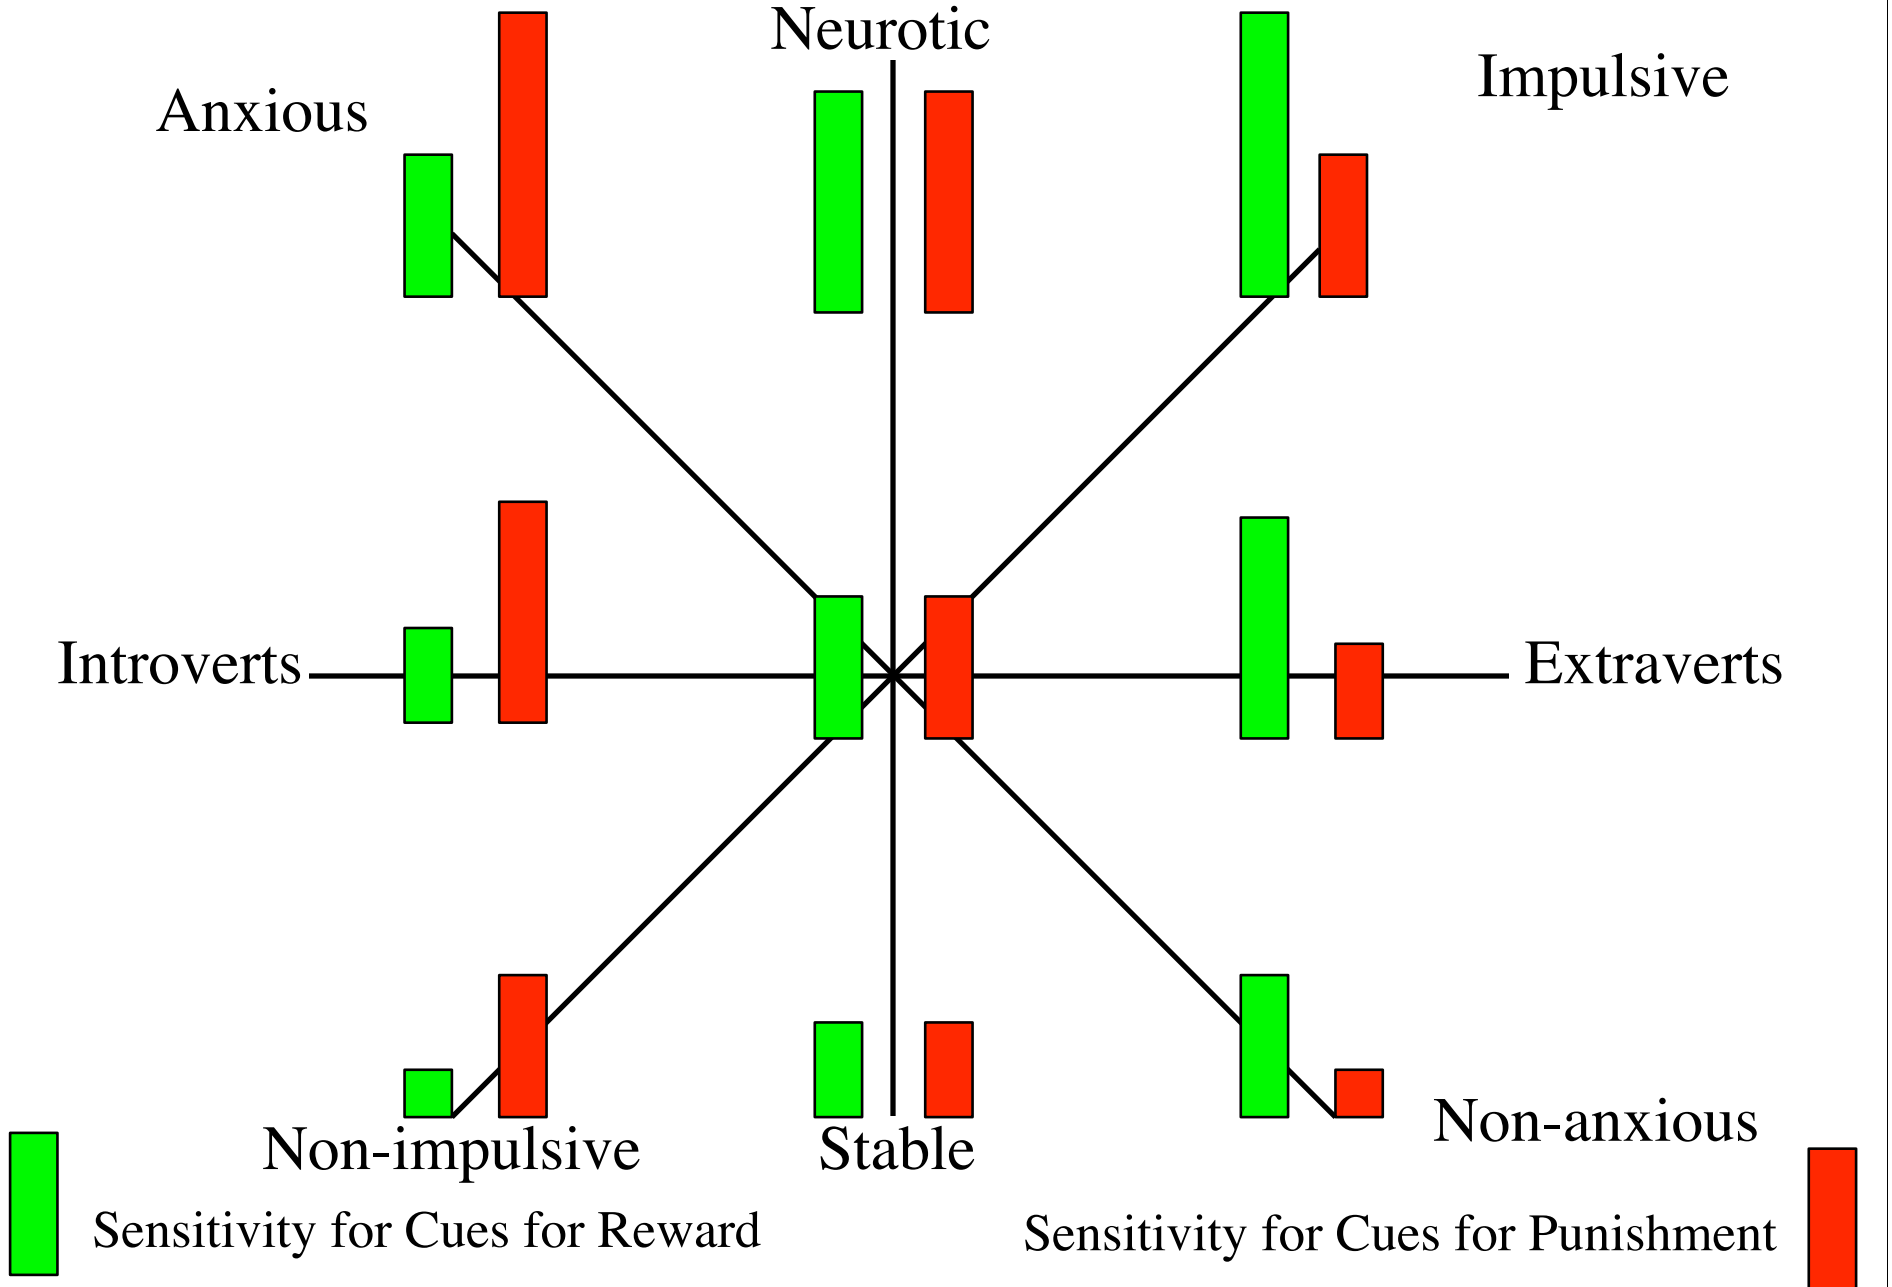 Neurotic
Impulsive
Anxious
Introverts
Extraverts
Non-anxious
Non-impulsive
Stable
Sensitivity for Cues for Reward
Sensitivity for Cues for Punishment